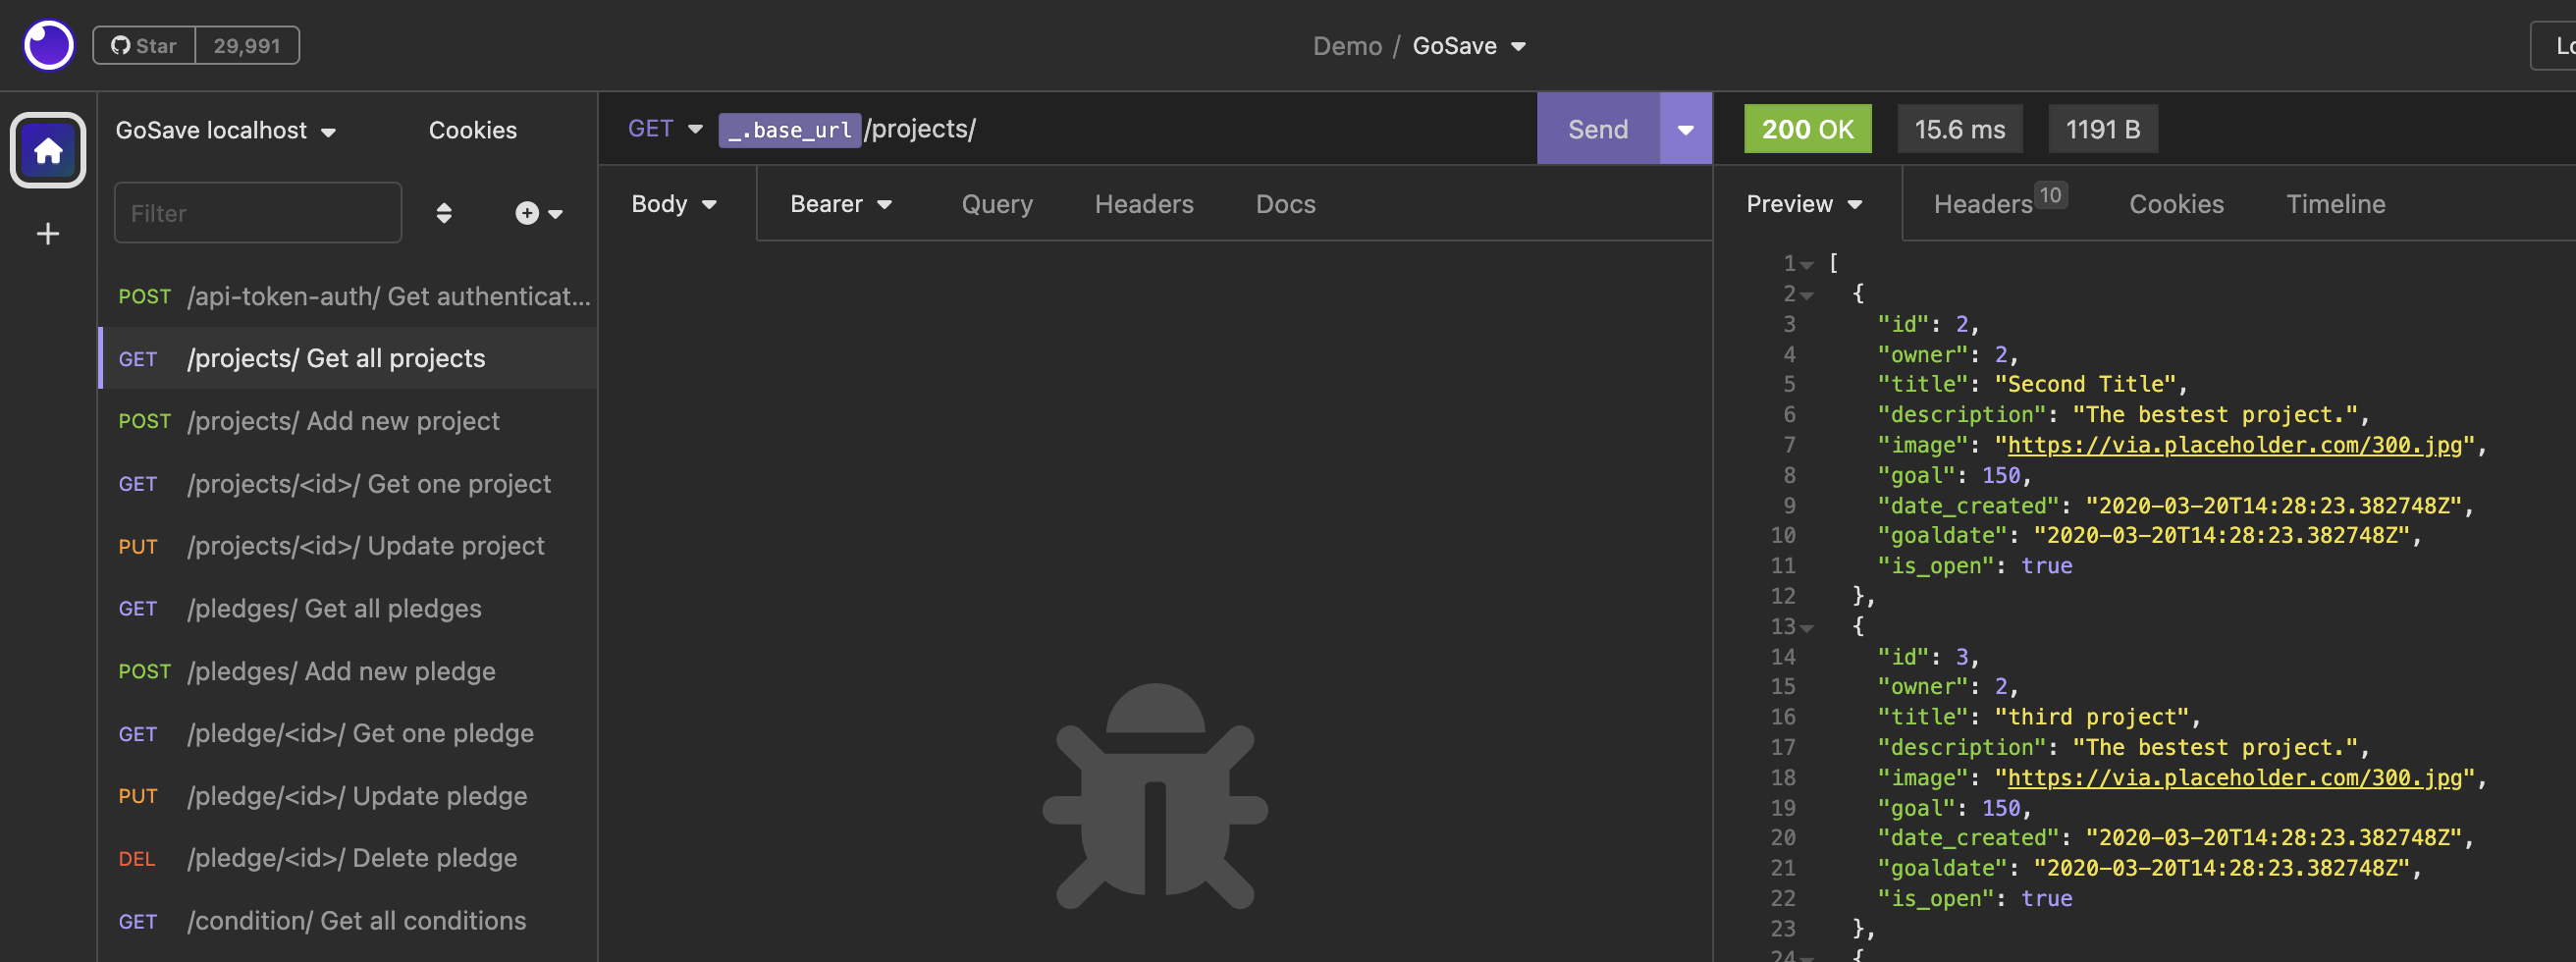 Star 29,991
Demo / GoSave
GoSave localhost
Cookies
Filter
POST /api-token-auth/ Get authenticat...
GET /projects/ Get all projects
POST /projects/ Add new project
GET /projects/<id>/ Get one project
PUT /projects/<id>/ Update project
GET /pledges/ Get all pledges
POST /pledges/ Add new pledge
GET /pledge/<id>/ Get one pledge
PUT /pledge/<id>/ Update pledge
DEL /pledge/<id>/ Delete pledge
GET /condition/ Get all conditions
GET _.base_url/projects/
Send
Body Bearer Query Headers Docs
200 OK 15.6 ms 1191 B
Preview Headers 10 Cookies Timeline
1 [
2 {
3 "id": 2,
4 "owner": 2,
5 "title": "Second Title",
6 "description": "The bestest project.",
7 "image": "https://via.placeholder.com/300.jpg",
8 "goal": 150,
9 "date_created": "2020-03-20T14:28:23.382748Z",
10 "goaldate": "2020-03-20T14:28:23.382748Z",
11 "is_open": true
12 },
13 {
14 "id": 3,
15 "owner": 2,
16 "title": "third project",
17 "description": "The bestest project.",
18 "image": "https://via.placeholder.com/300.jpg",
19 "goal": 150,
20 "date_created": "2020-03-20T14:28:23.382748Z",
21 "goaldate": "2020-03-20T14:28:23.382748Z",
22 "is_open": true
23 },
24 {